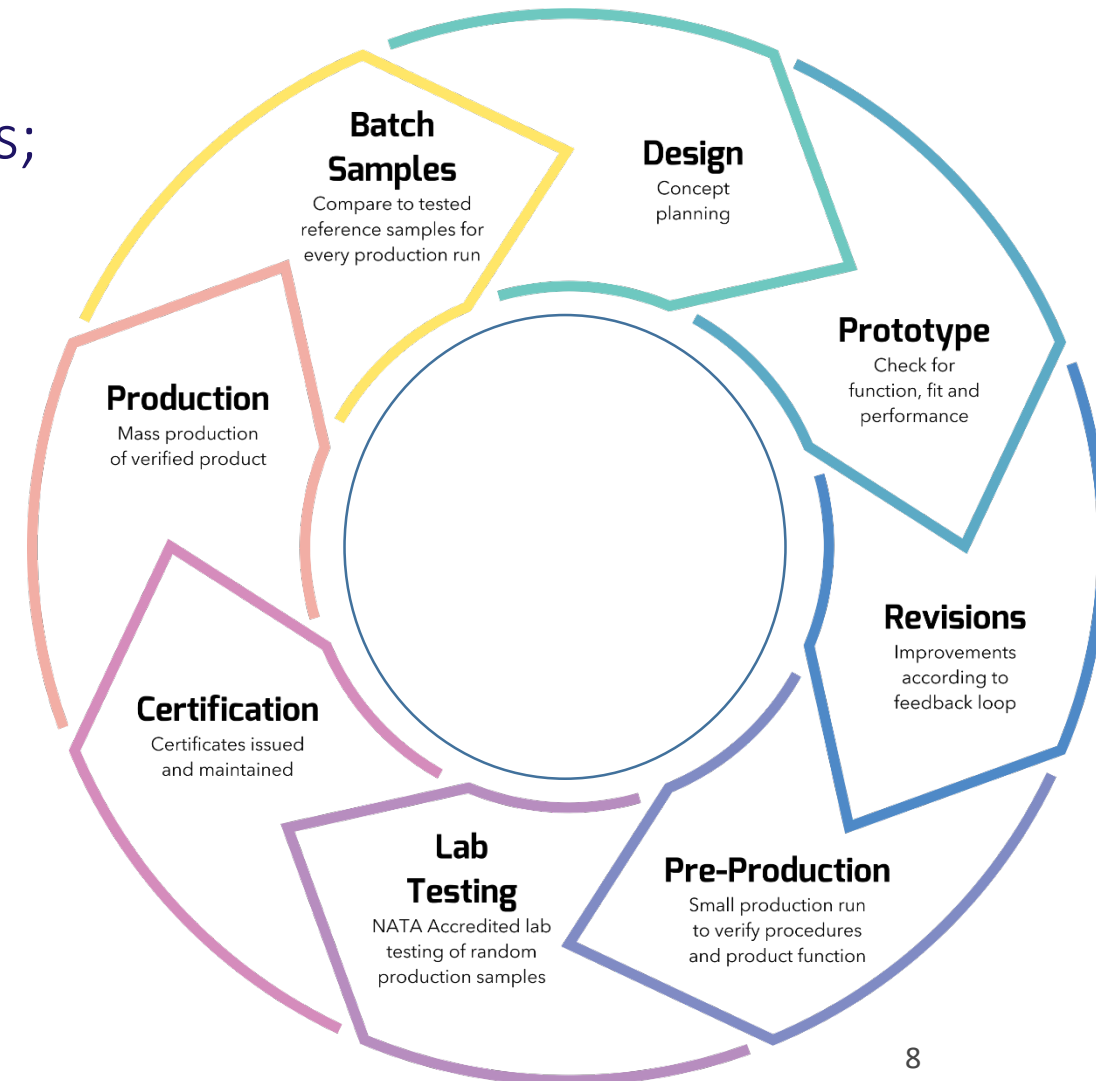 s;
Batch
Samples
Compare to tested
reference samples for
every production run
Design
Concept
planning
Prototype
Check for
function, fit and
performance
Revisions
Improvements
according to
feedback loop
Pre-Production
Small production run
to verify procedures
and product function
Lab
Testing
NATA Accredited lab
testing of random
production samples
Certification
Certificates issued
and maintained
Production
Mass production
of verified product
8